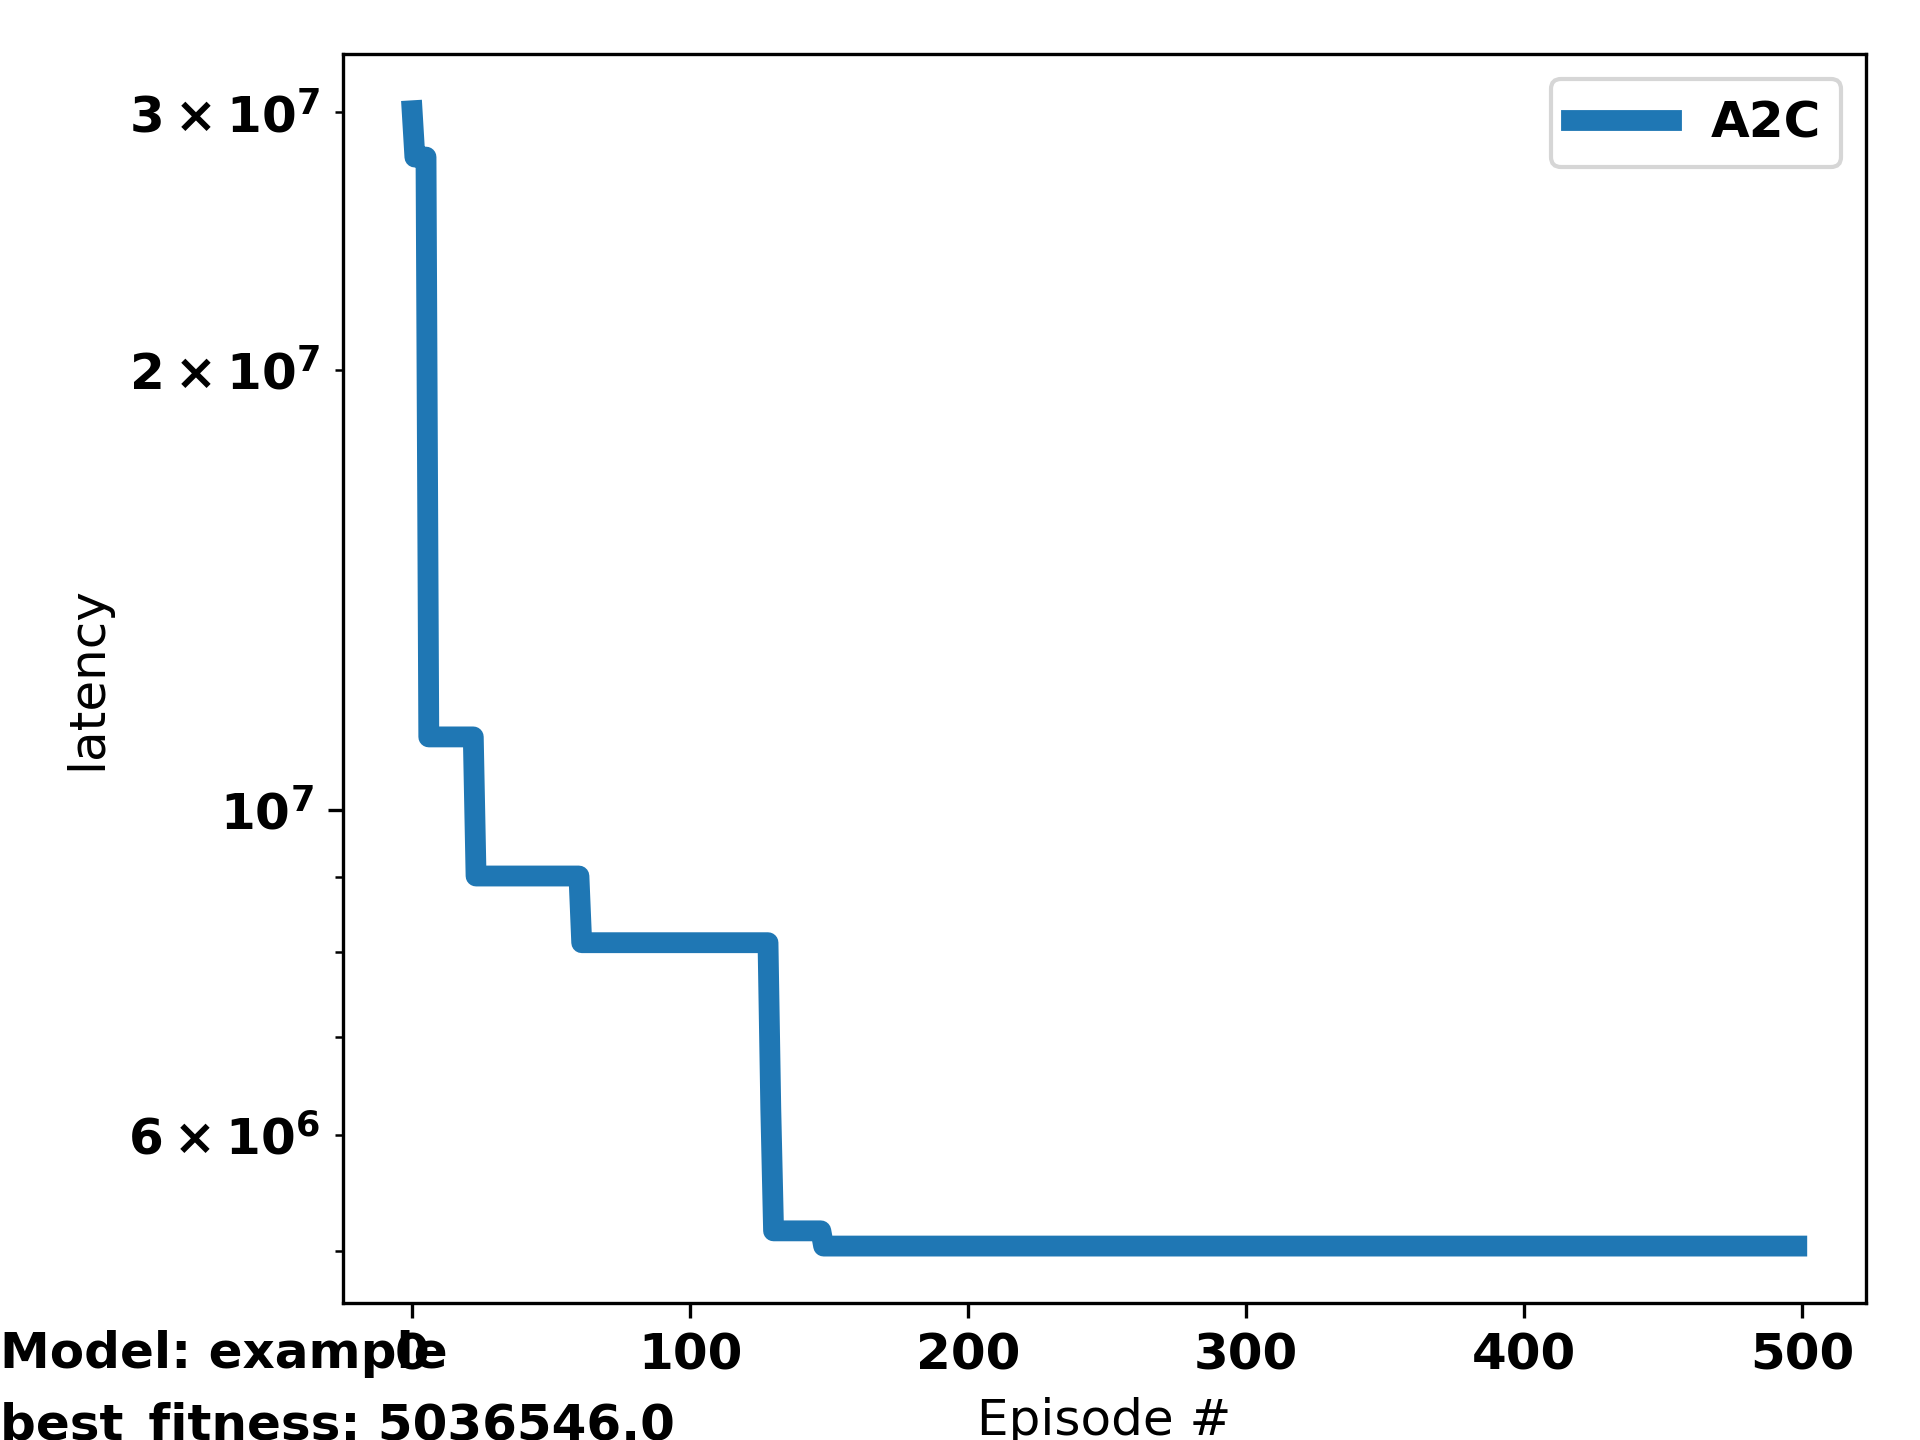 3 × 10⁷
A2C
2 × 10⁷
latency
10⁷
6 × 10⁶
0 100 200 300 400 500
Model: example
Episode #
best_fitness: 5036546.0